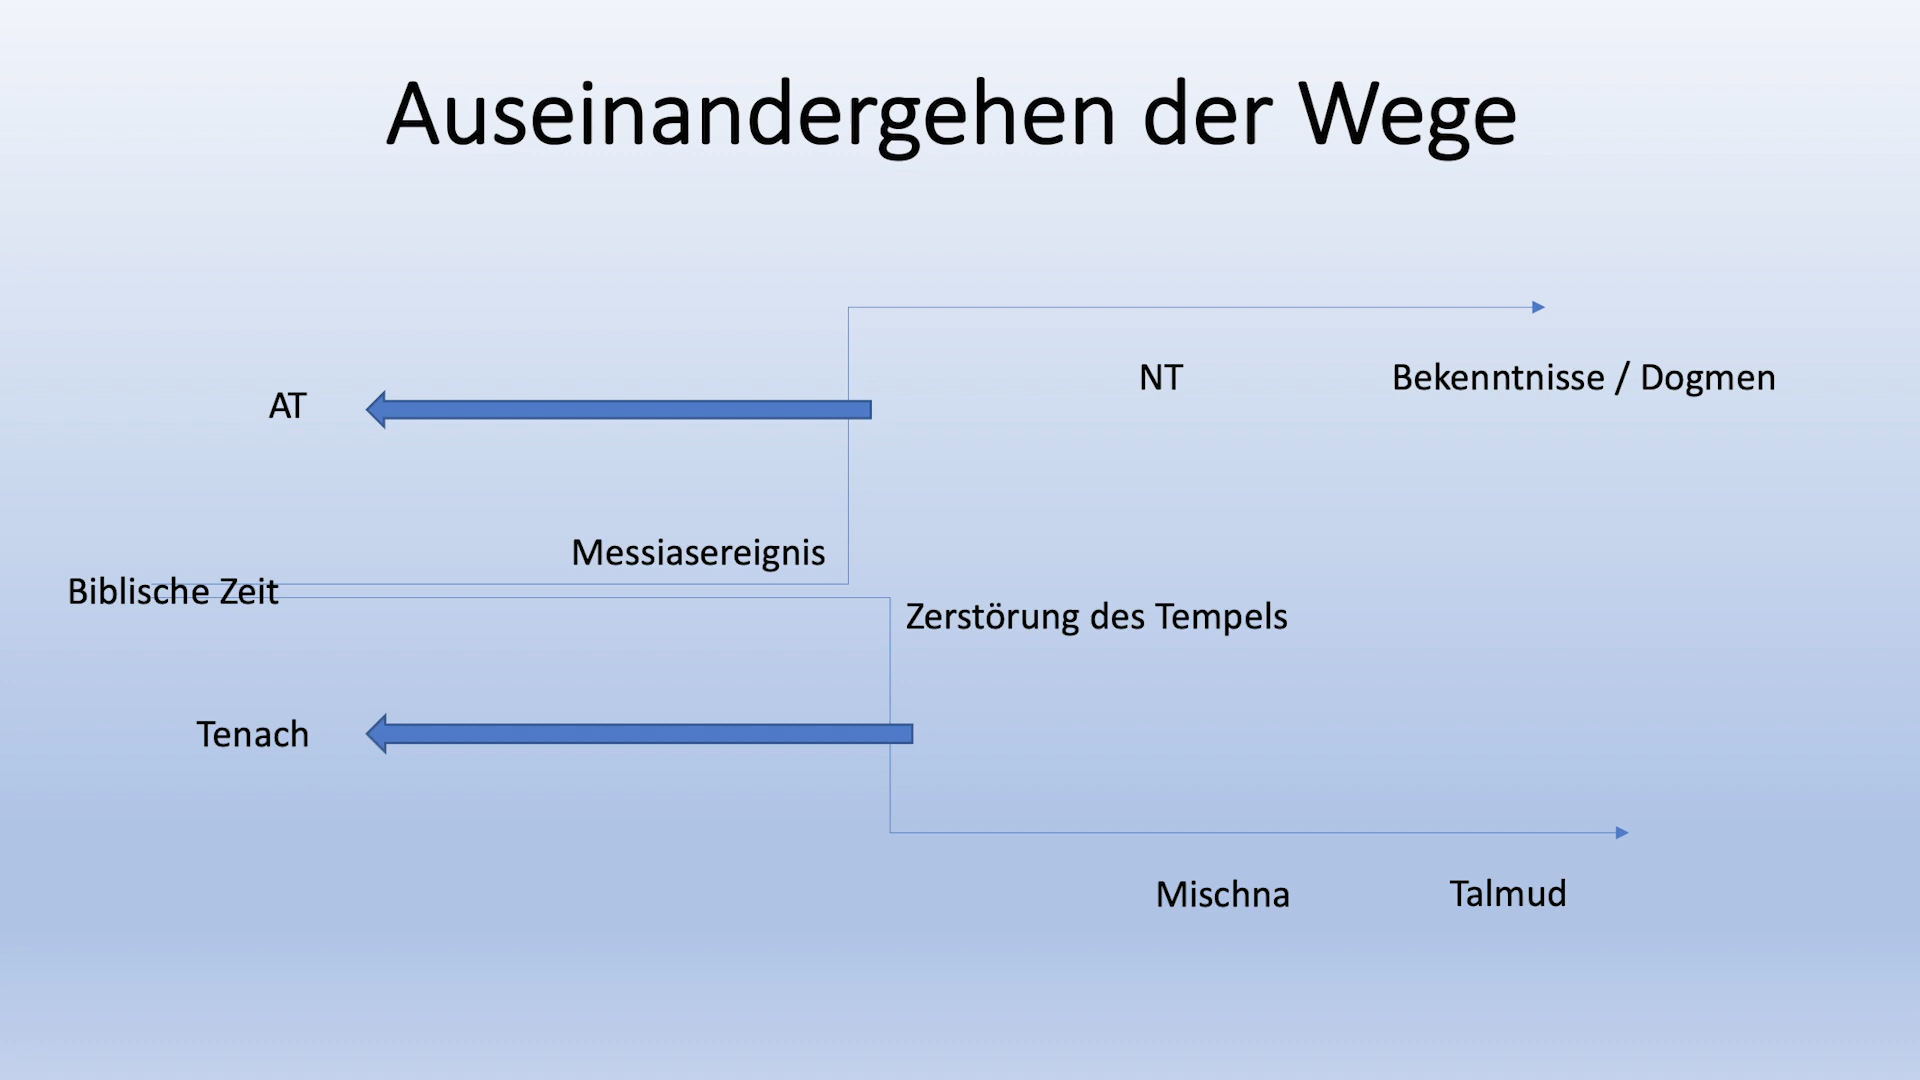 Auseinandergehen der Wege
NT
Bekenntnisse / Dogmen
AT
Messiasereignis
Biblische Zeit
Zerstörung des Tempels
Tenach
Mischna
Talmud